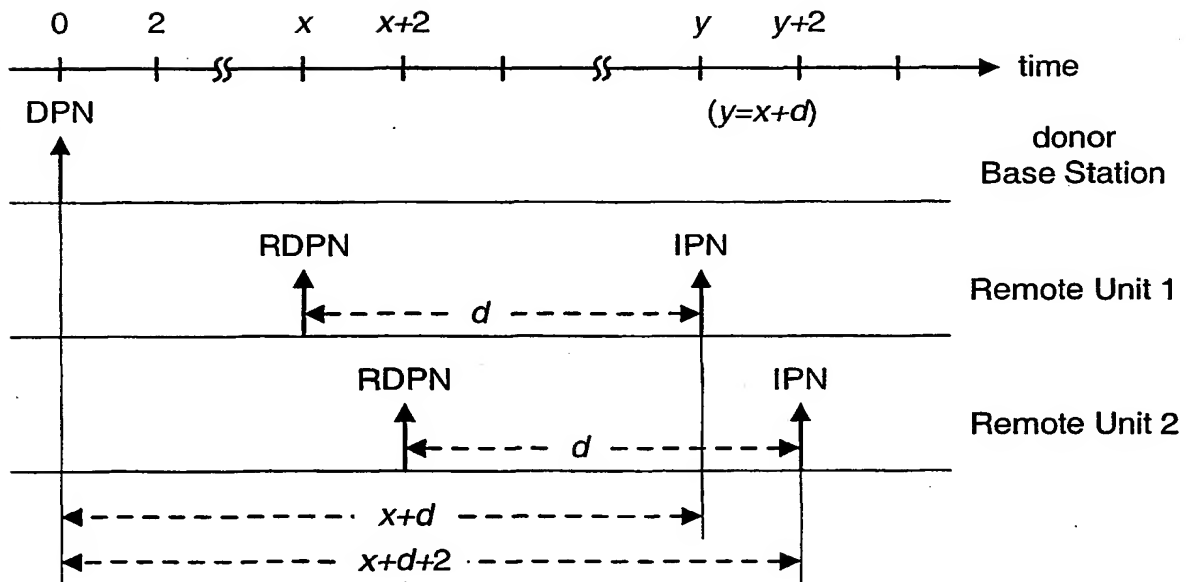 0 2 x x+2 y y+2
time
DPN
(y=x+d)
donor
Base Station
RDPN IPN
d
Remote Unit 1
RDPN IPN
d
Remote Unit 2
x+d
x+d+2